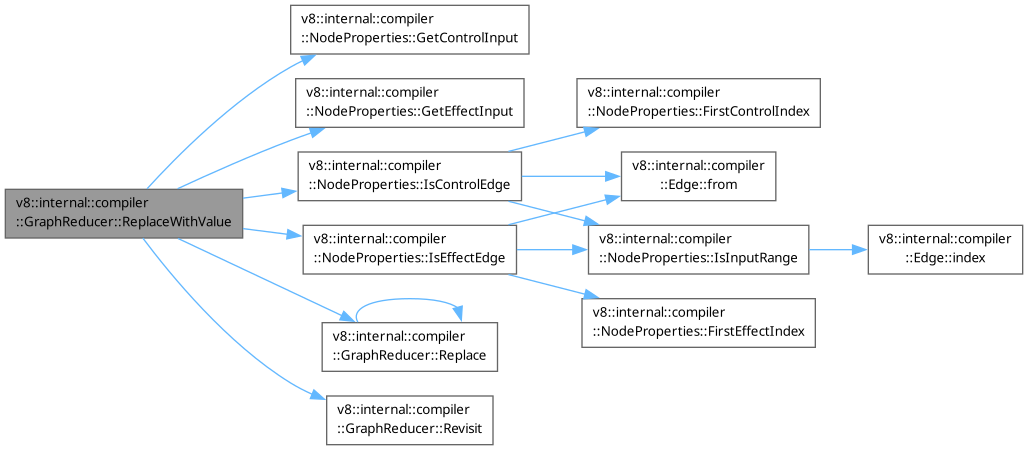 v8::internal::compiler
::GraphReducer::ReplaceWithValue
v8::internal::compiler
::NodeProperties::GetControlInput
v8::internal::compiler
::NodeProperties::GetEffectInput
v8::internal::compiler
::NodeProperties::IsControlEdge
v8::internal::compiler
::NodeProperties::IsEffectEdge
v8::internal::compiler
::GraphReducer::Replace
v8::internal::compiler
::GraphReducer::Revisit
v8::internal::compiler
::NodeProperties::FirstControlIndex
v8::internal::compiler
::Edge::from
v8::internal::compiler
::NodeProperties::IsInputRange
v8::internal::compiler
::NodeProperties::FirstEffectIndex
v8::internal::compiler
::Edge::index